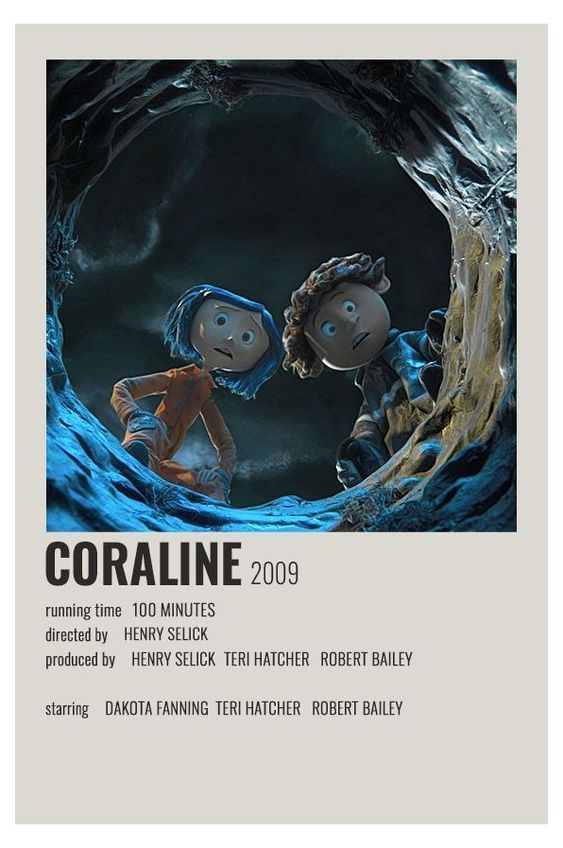 CORALINE 2009
running time 100 MINUTES
directed by HENRY SELICK
produced by HENRY SELICK TERI HATCHER ROBERT BAILEY
starring DAKOTA FANNING TERI HATCHER ROBERT BAILEY